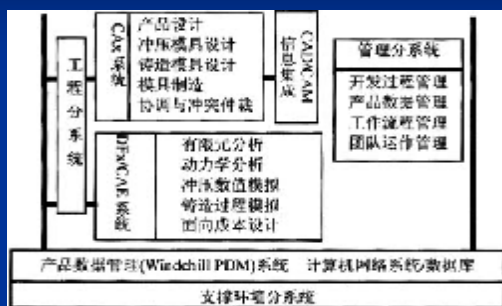 工程分系统
CAx系统
产品设计
冲压模具设计
铸造模具设计
模具制造
协调与冲突仲裁
CAD/CAM
信息集成
管理分系统
开发过程管理
产品数据管理
工作流程管理
团队运作管理
DFx/CAE系统
有限元分析
动力学分析
冲压数值模拟
铸造过程模拟
面向成本设计
产品数据管理(Windchill PDM)系统 计算机网络系统/数据库
支撑环境分系统